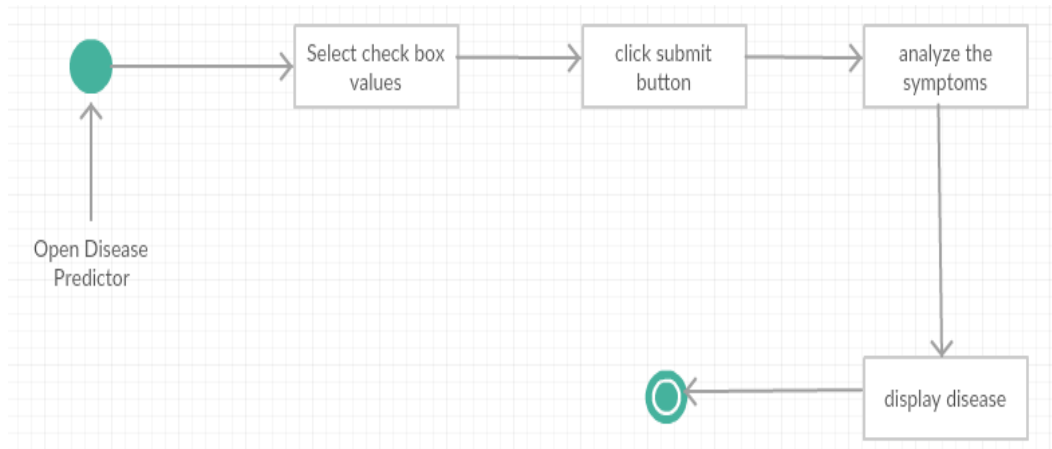 Select check box
values
click submit
button
analyze the
symptoms
Open Disease
Predictor
display disease